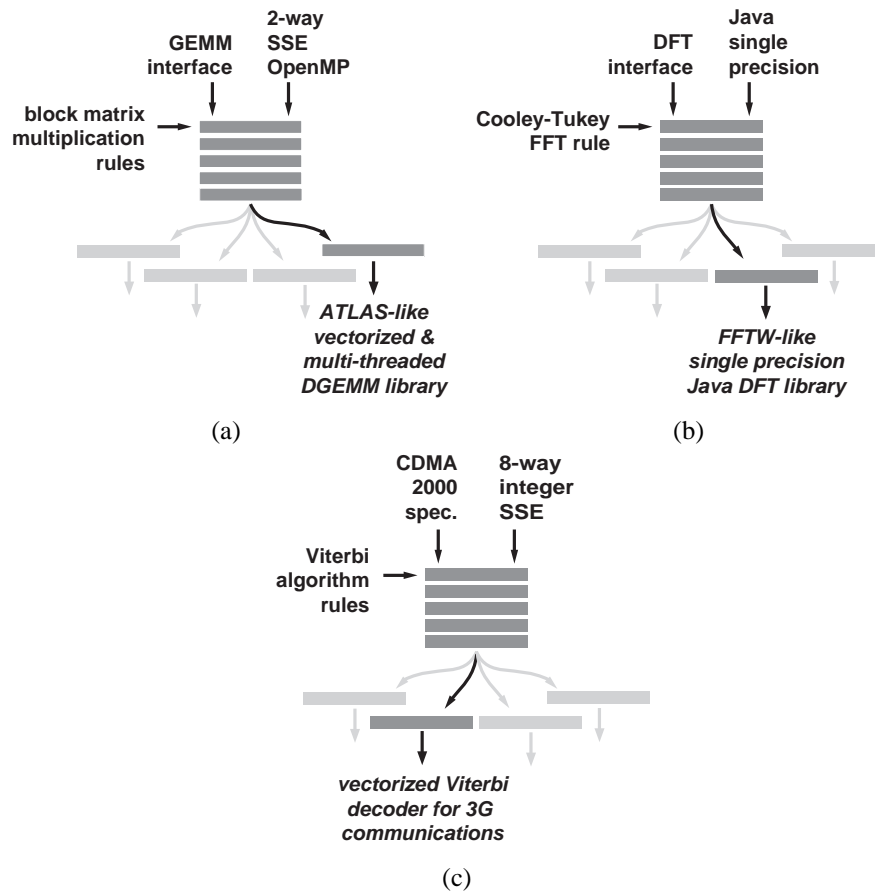 GEMM
interface
2-way
SSE
OpenMP
block matrix
multiplication
rules
ATLAS-like
vectorized &
multi-threaded
DGEMM library
(a)
DFT
interface
Java
single
precision
Cooley-Tukey
FFT rule
FFTW-like
single precision
Java DFT library
(b)
CDMA
2000
spec.
8-way
integer
SSE
Viterbi
algorithm
rules
vectorized Viterbi
decoder for 3G
communications
(c)